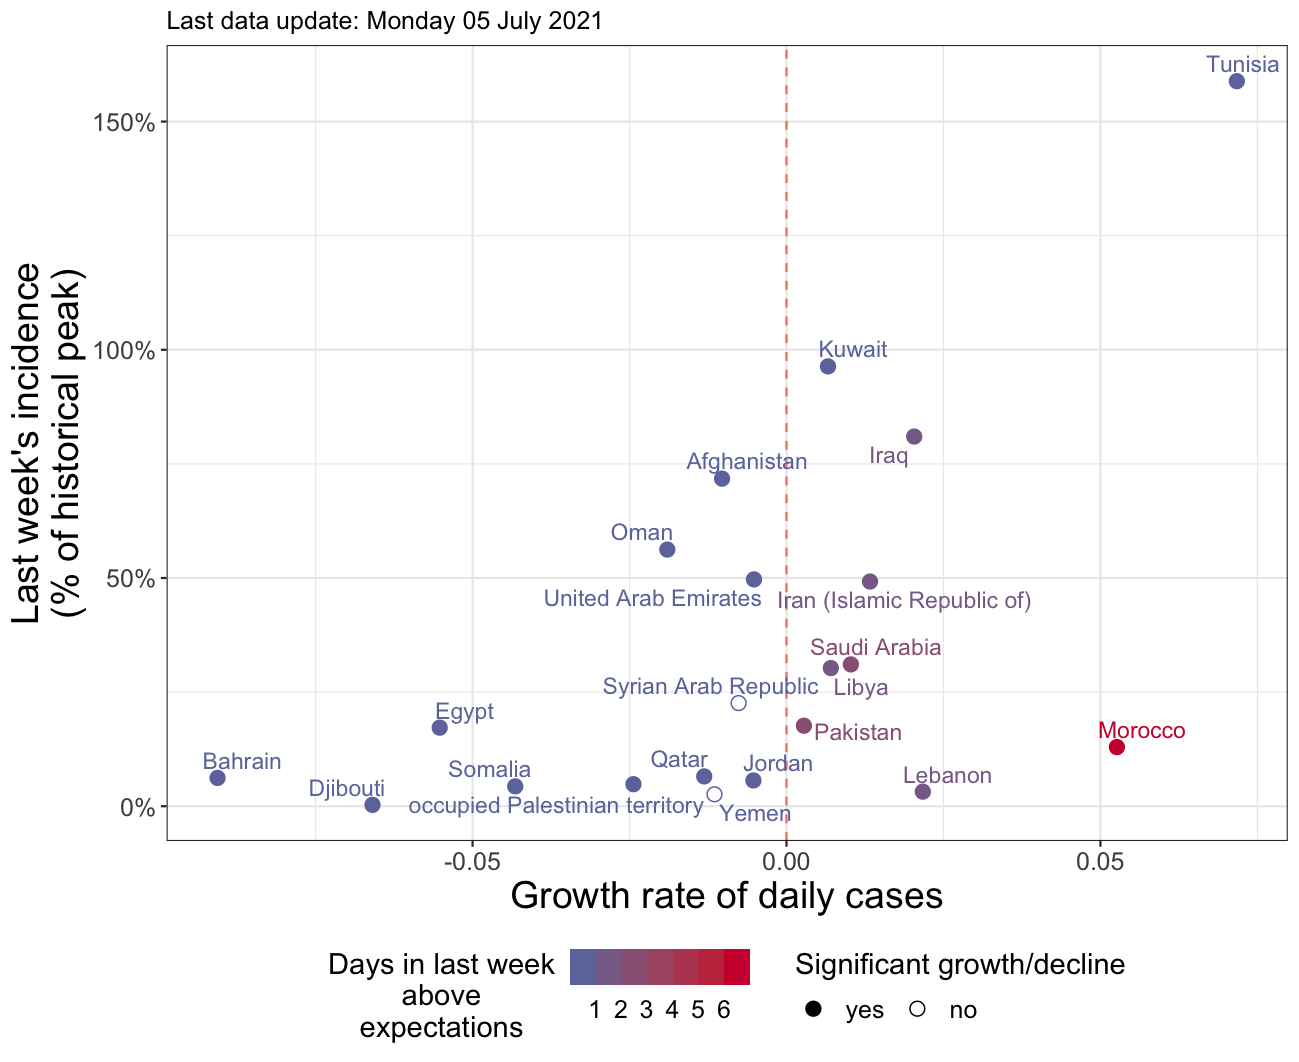 Last data update: Monday 05 July 2021
Last week's incidence
(% of historical peak)
150%
100%
50%
0%
Tunisia
Kuwait
Iraq
Afghanistan
Oman
United Arab Emirates
Iran (Islamic Republic of)
Saudi Arabia
Libya
Syrian Arab Republic
Egypt
Pakistan
Morocco
Bahrain
Somalia
Qatar
Jordan
Djibouti
Lebanon
occupied Palestinian territory
Yemen
-0.05
0.00
0.05
Growth rate of daily cases
Days in last week
above
expectations
1 2 3 4 5 6
Significant growth/decline
yes no